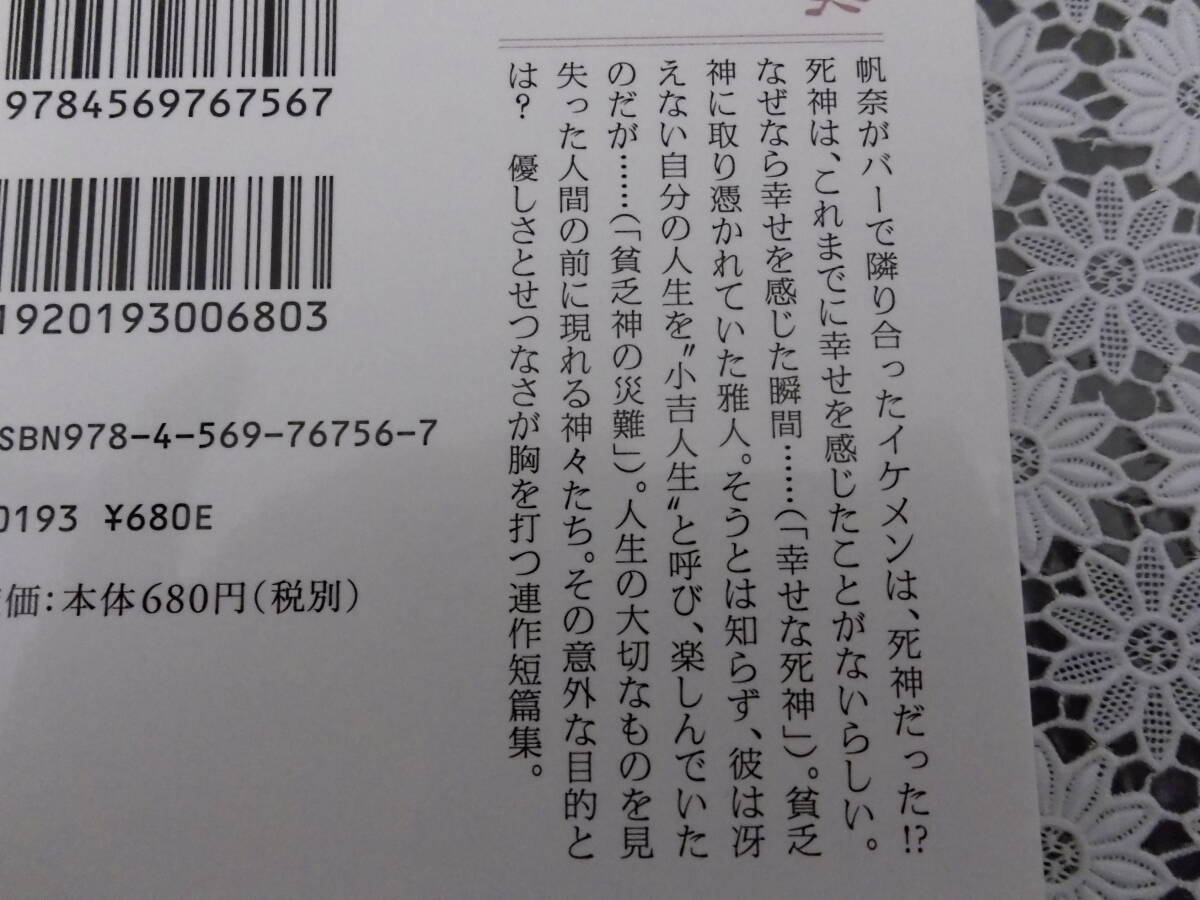 帆奈がバーで隣り合ったイケメンは、死神だった!?
死神は、これまでに幸せを感じたことがないらしい。
なぜなら幸せを感じた瞬間……(「幸せな死神」)。貧乏
神に取り憑かれていた雅人。そうとは知らず、彼は冴
えない自分の人生を〝小吉人生〟と呼び、楽しんでいた
のだが……(「貧乏神の災難」)。人生の大切なものを見
失った人間の前に現れる神々たち。その意外な目的と
は？　優しさとせつなさが胸を打つ連作短篇集。
9784569767567
1920193006803
ISBN978-4-569-76756-7
0193 ¥680E
価:本体680円(税別)